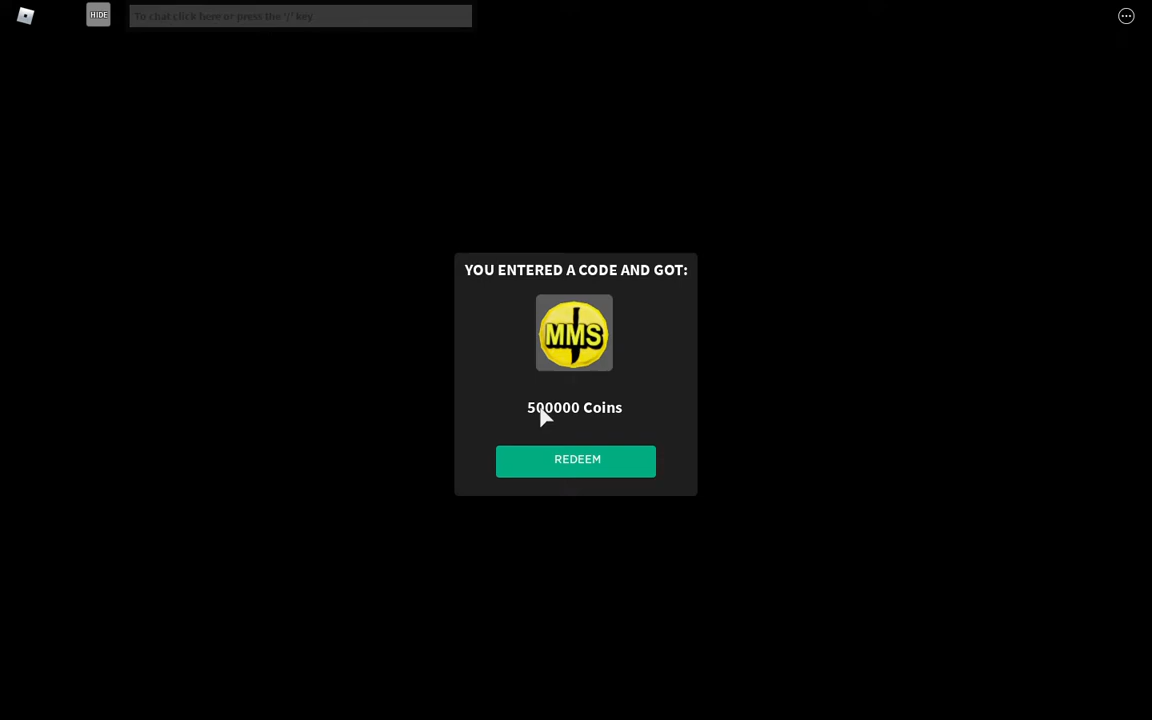 HIDE
To chat click here or press the '/' key
YOU ENTERED A CODE AND GOT:
MMS
500000 Coins
REDEEM